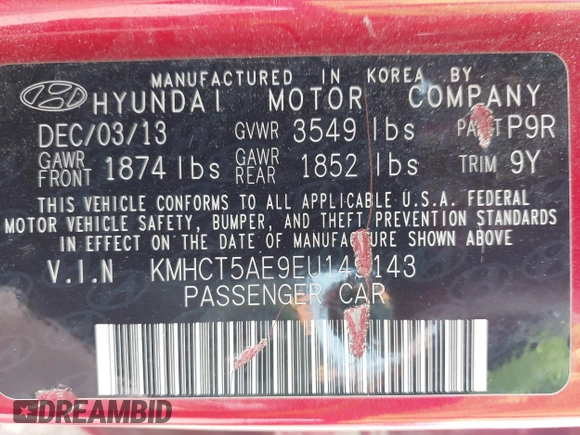 MANUFACTURED IN KOREA BY
HYUNDAI MOTOR COMPANY
DEC/03/13 GVWR 3549 lbs P9R
GAWR FRONT 1874 lbs GAWR REAR 1852 lbs TRIM 9Y
THIS VEHICLE CONFORMS TO ALL APPLICABLE U.S.A. FEDERAL
MOTOR VEHICLE SAFETY, BUMPER, AND THEFT PREVENTION STANDARDS
IN EFFECT ON THE DATE OF MANUFACTURE SHOWN ABOVE
V.I.N
PASSENGER CAR
DREAMBID